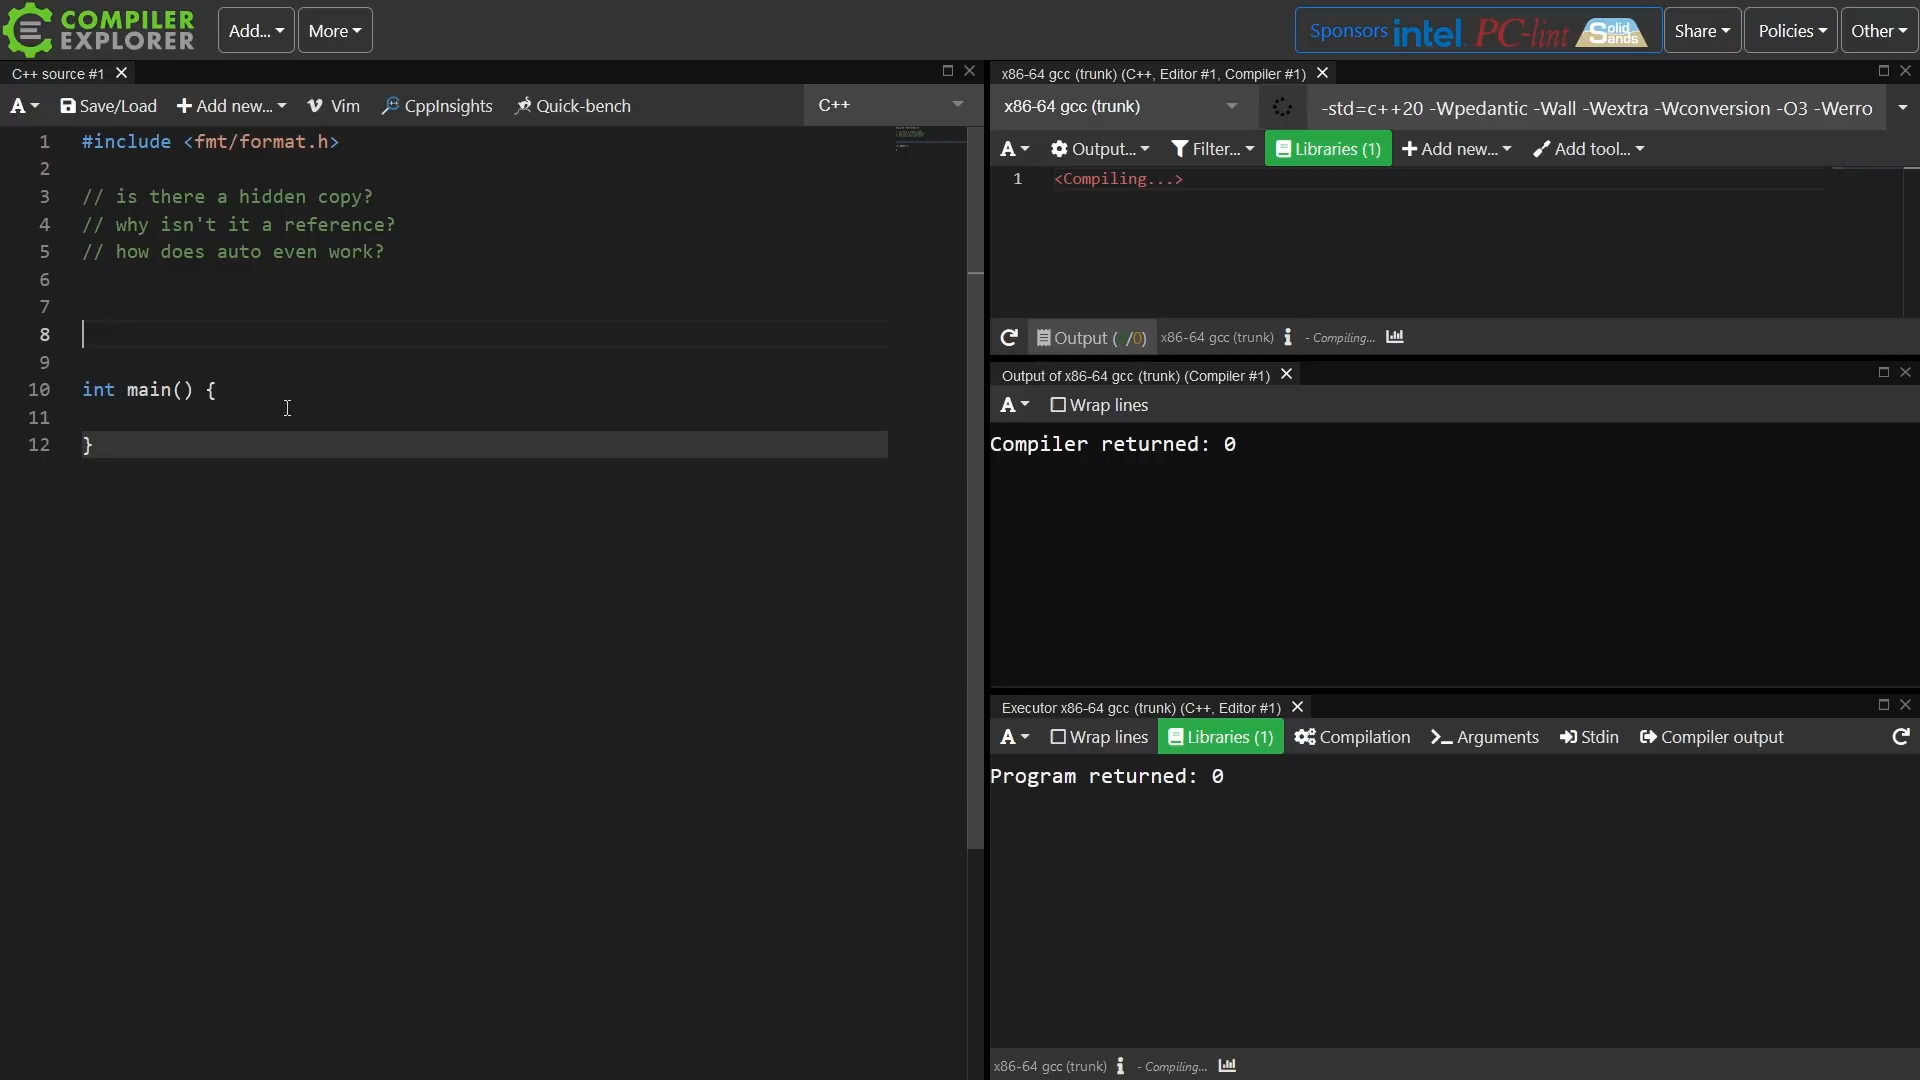 COMPILER EXPLORER
Add...
More
Sponsors intel. PC-lint Solid Sands
Share
Policies
Other
C++ source #1
A
Save/Load
Add new...
Vim
CppInsights
Quick-bench
C++
1 #include <fmt/format.h>
2
3 // is there a hidden copy?
4 // why isn't it a reference?
5 // how does auto even work?
6
7
8
9
10 int main() {
11
12 }
x86-64 gcc (trunk) (C++, Editor #1, Compiler #1)
x86-64 gcc (trunk)
-std=c++20 -Wpedantic -Wall -Wextra -Wconversion -O3 -Werro
A
Output...
Filter...
Libraries (1)
Add new...
Add tool...
1 <Compiling...>
Output ( /0)
x86-64 gcc (trunk)
- Compiling...
Output of x86-64 gcc (trunk) (Compiler #1)
A
Wrap lines
Compiler returned: 0
Executor x86-64 gcc (trunk) (C++, Editor #1)
A
Wrap lines
Libraries (1)
Compilation
Arguments
Stdin
Compiler output
Program returned: 0
x86-64 gcc (trunk)
- Compiling...